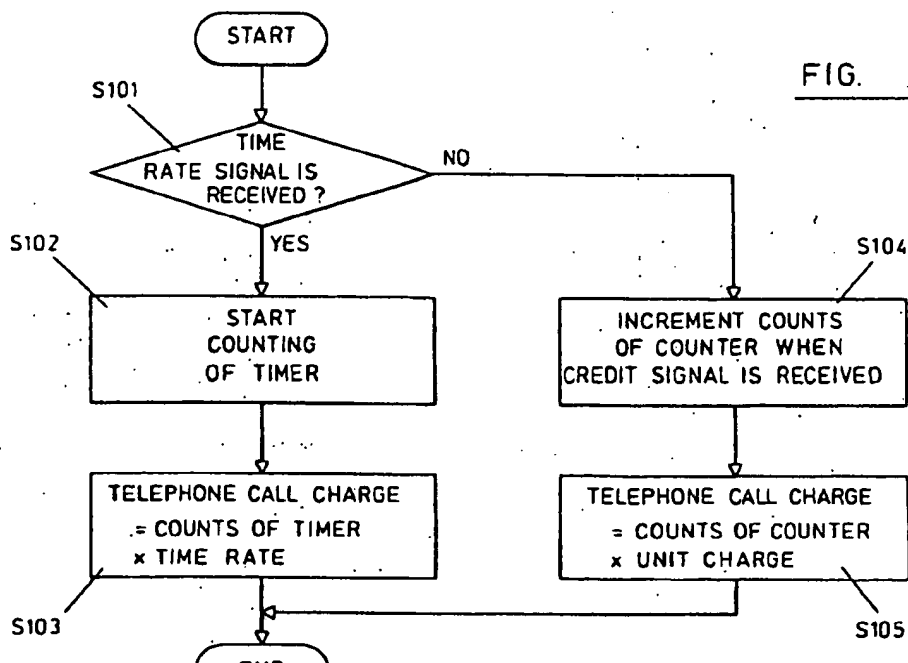 START
FIG.
S101
TIME
RATE SIGNAL IS
RECEIVED ?
NO
YES
S102
START
COUNTING
OF TIMER
S104
INCREMENT COUNTS
OF COUNTER WHEN
CREDIT SIGNAL IS RECEIVED
TELEPHONE CALL CHARGE
= COUNTS OF TIMER
x TIME RATE
S103
TELEPHONE CALL CHARGE
= COUNTS OF COUNTER
x UNIT CHARGE
S105